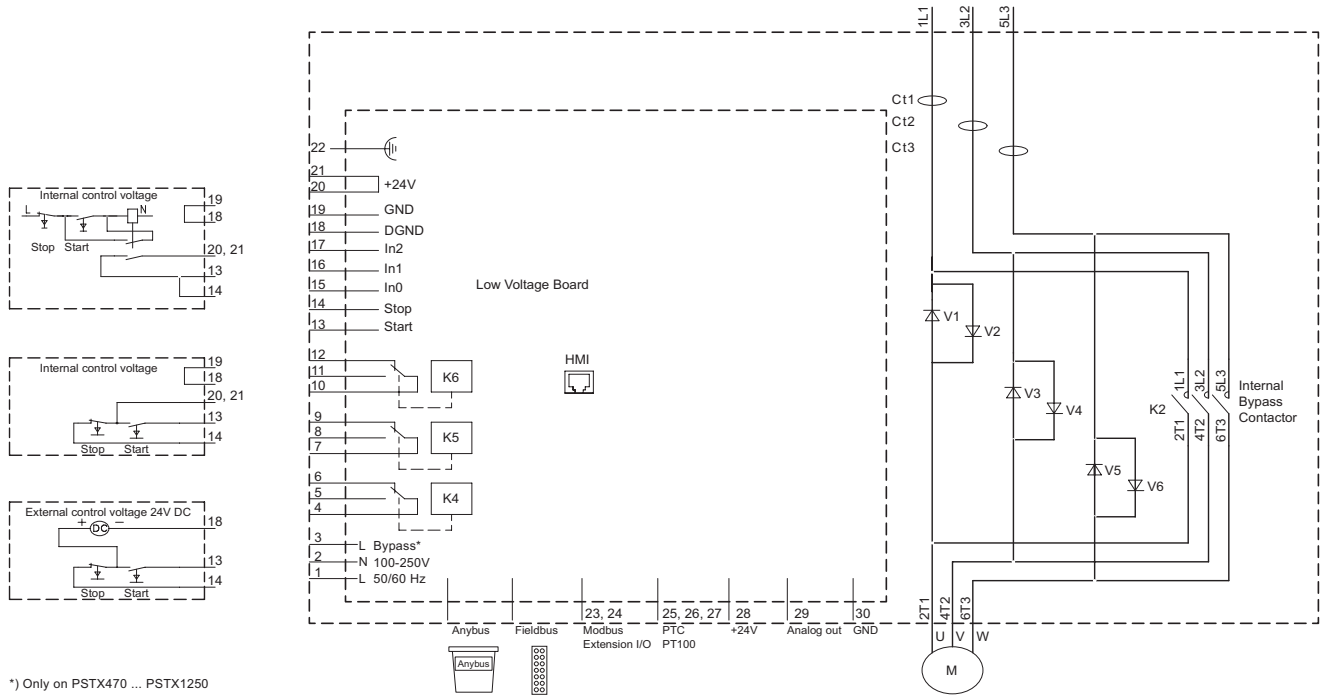 1L1
3L2
5L3
Ct1
Ct2
Ct3
22
21
20
+24V
19
GND
18
DGND
17
In2
16
In1
15
In0
14
Stop
13
Start
Low Voltage Board
HMI
12
11
10
K6
9
8
7
K5
6
5
4
K4
3
L Bypass*
2
N 100-250V
1
L 50/60 Hz
Internal control voltage
L
N
Stop
Start
19
18
20, 21
13
14
Internal control voltage
19
18
20, 21
13
14
Stop
Start
External control voltage 24V DC
+
DC
–
18
13
14
Stop
Start
V1
V2
V3
V4
V5
V6
K2
1L1
3L2
5L3
2T1
4T2
6T3
Internal
Bypass
Contactor
23, 24
25, 26, 27
28
29
30
Anybus
Fieldbus
Modbus
Extension I/O
PTC
PT100
+24V
Analog out
GND
Anybus
2T1
4T2
6T3
U
V
W
M
*) Only on PSTX470 ... PSTX1250